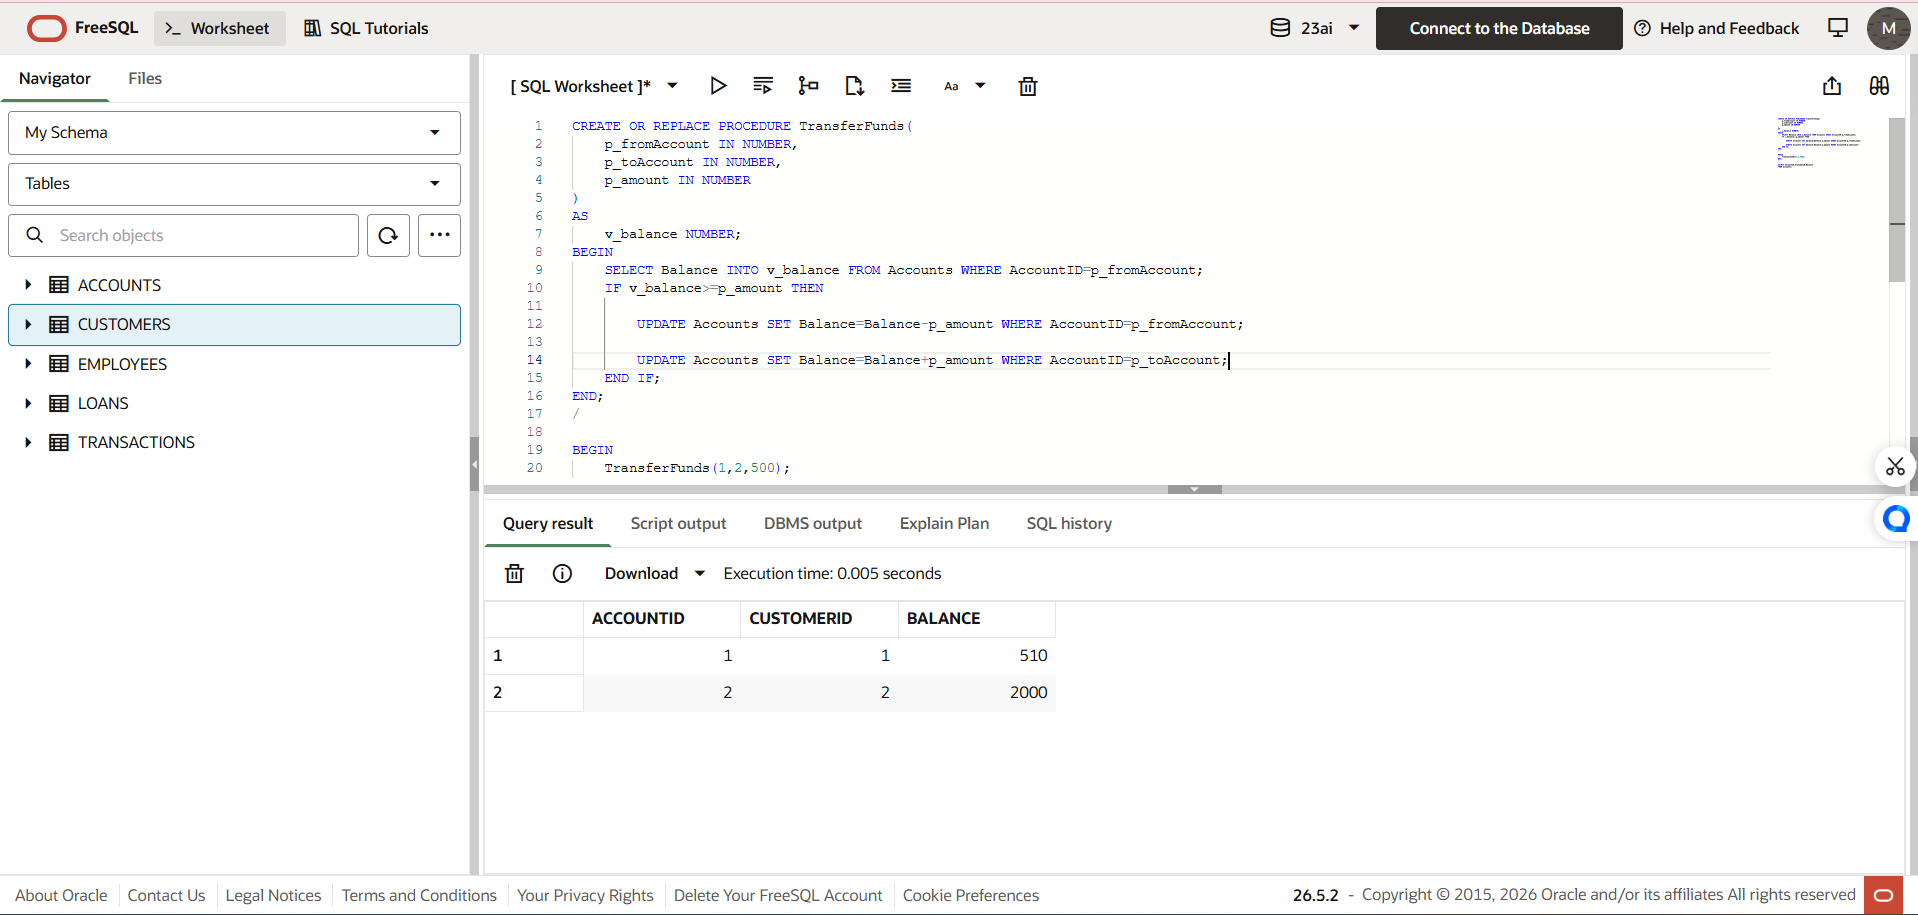 FreeSQL
>_ Worksheet
SQL Tutorials
23ai
Connect to the Database
Help and Feedback
M
Navigator
Files
My Schema
Tables
Search objects
ACCOUNTS
CUSTOMERS
EMPLOYEES
LOANS
TRANSACTIONS
[ SQL Worksheet ]*
Aa
1 CREATE OR REPLACE PROCEDURE TransferFunds(
2 p_fromAccount IN NUMBER,
3 p_toAccount IN NUMBER,
4 p_amount IN NUMBER
5 )
6 AS
7 v_balance NUMBER;
8 BEGIN
9 SELECT Balance INTO v_balance FROM Accounts WHERE AccountID=p_fromAccount;
10 IF v_balance>=p_amount THEN
11
12 UPDATE Accounts SET Balance=Balance-p_amount WHERE AccountID=p_fromAccount;
13
14 UPDATE Accounts SET Balance=Balance+p_amount WHERE AccountID=p_toAccount;
15 END IF;
16 END;
17 /
18
19 BEGIN
20 TransferFunds(1,2,500);
Query result
Script output
DBMS output
Explain Plan
SQL history
Download
Execution time: 0.005 seconds
ACCOUNTID CUSTOMERID BALANCE
1 1 1 510
2 2 2 2000
About Oracle
Contact Us
Legal Notices
Terms and Conditions
Your Privacy Rights
Delete Your FreeSQL Account
Cookie Preferences
26.5.2 - Copyright © 2015, 2026 Oracle and/or its affiliates All rights reserved